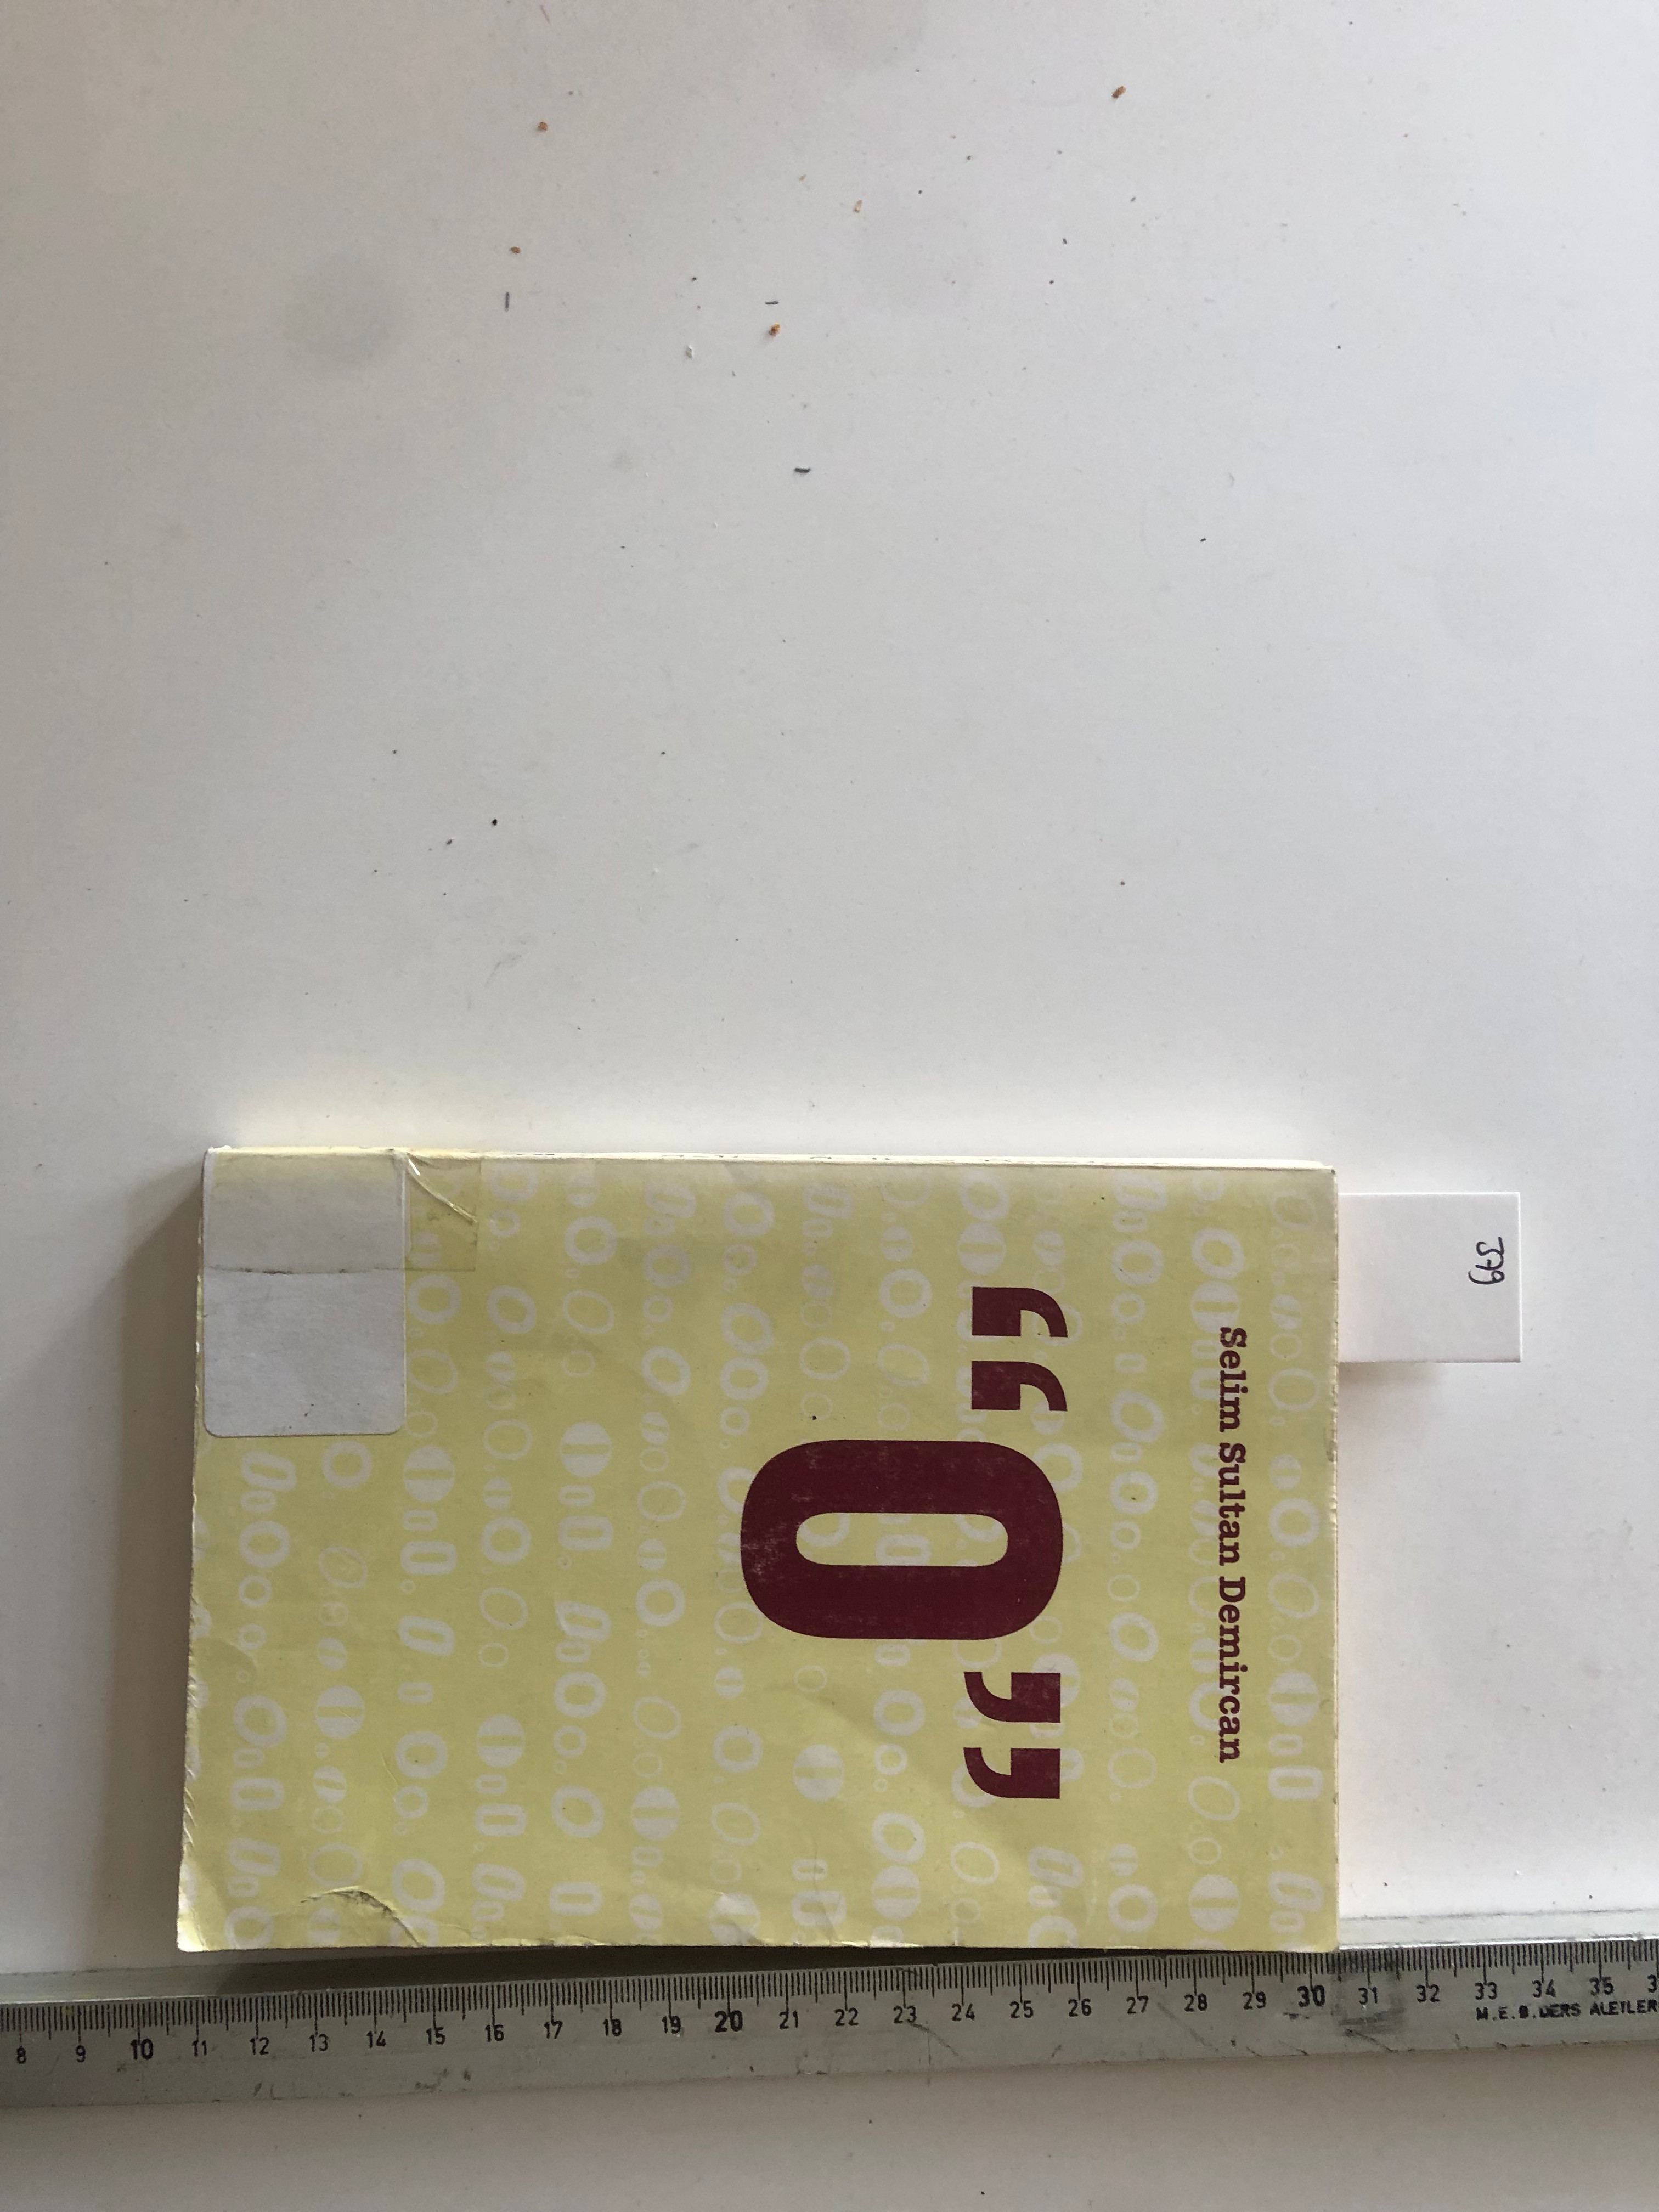 379
Selim Sultan Demircan
“O”
8 9 10 11 12 13 14 15 16 17 18 19 20 21 22 23 24 25 26 27 28 29 30 31 32 33 34 35
M.E.B. DERS ALETLER